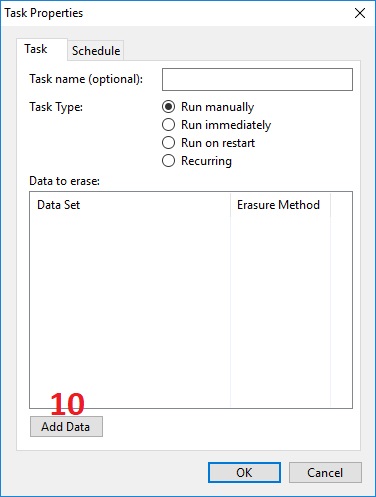 Task Properties
Task Schedule
Task name (optional):
Task Type: Run manually
Run immediately
Run on restart
Recurring
Data to erase:
Data Set Erasure Method
10
Add Data
OK Cancel